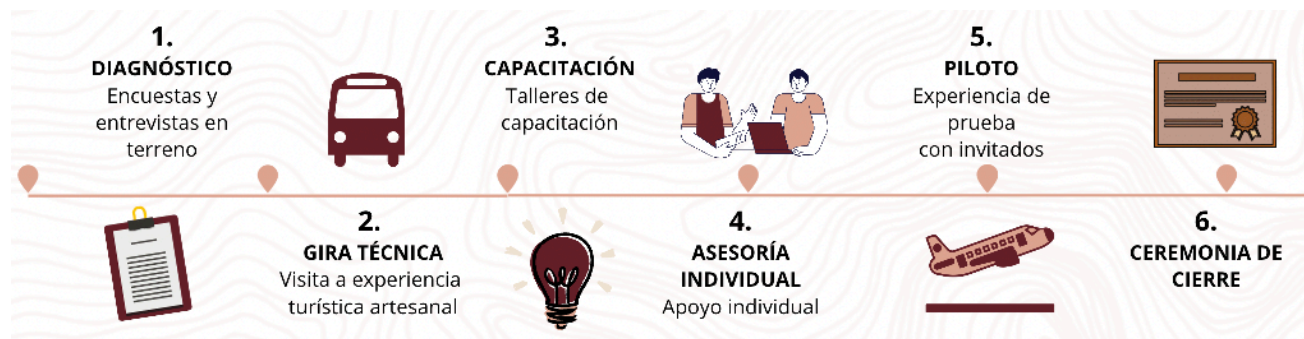 1.
DIAGNÓSTICO
Encuestas y
entrevistas en
terreno
2.
GIRA TÉCNICA
Visita a experiencia
turística artesanal
3.
CAPACITACIÓN
Talleres de
capacitación
4.
ASESORÍA
INDIVIDUAL
Apoyo individual
5.
PILOTO
Experiencia de
prueba
con invitados
6.
CEREMONIA DE
CIERRE